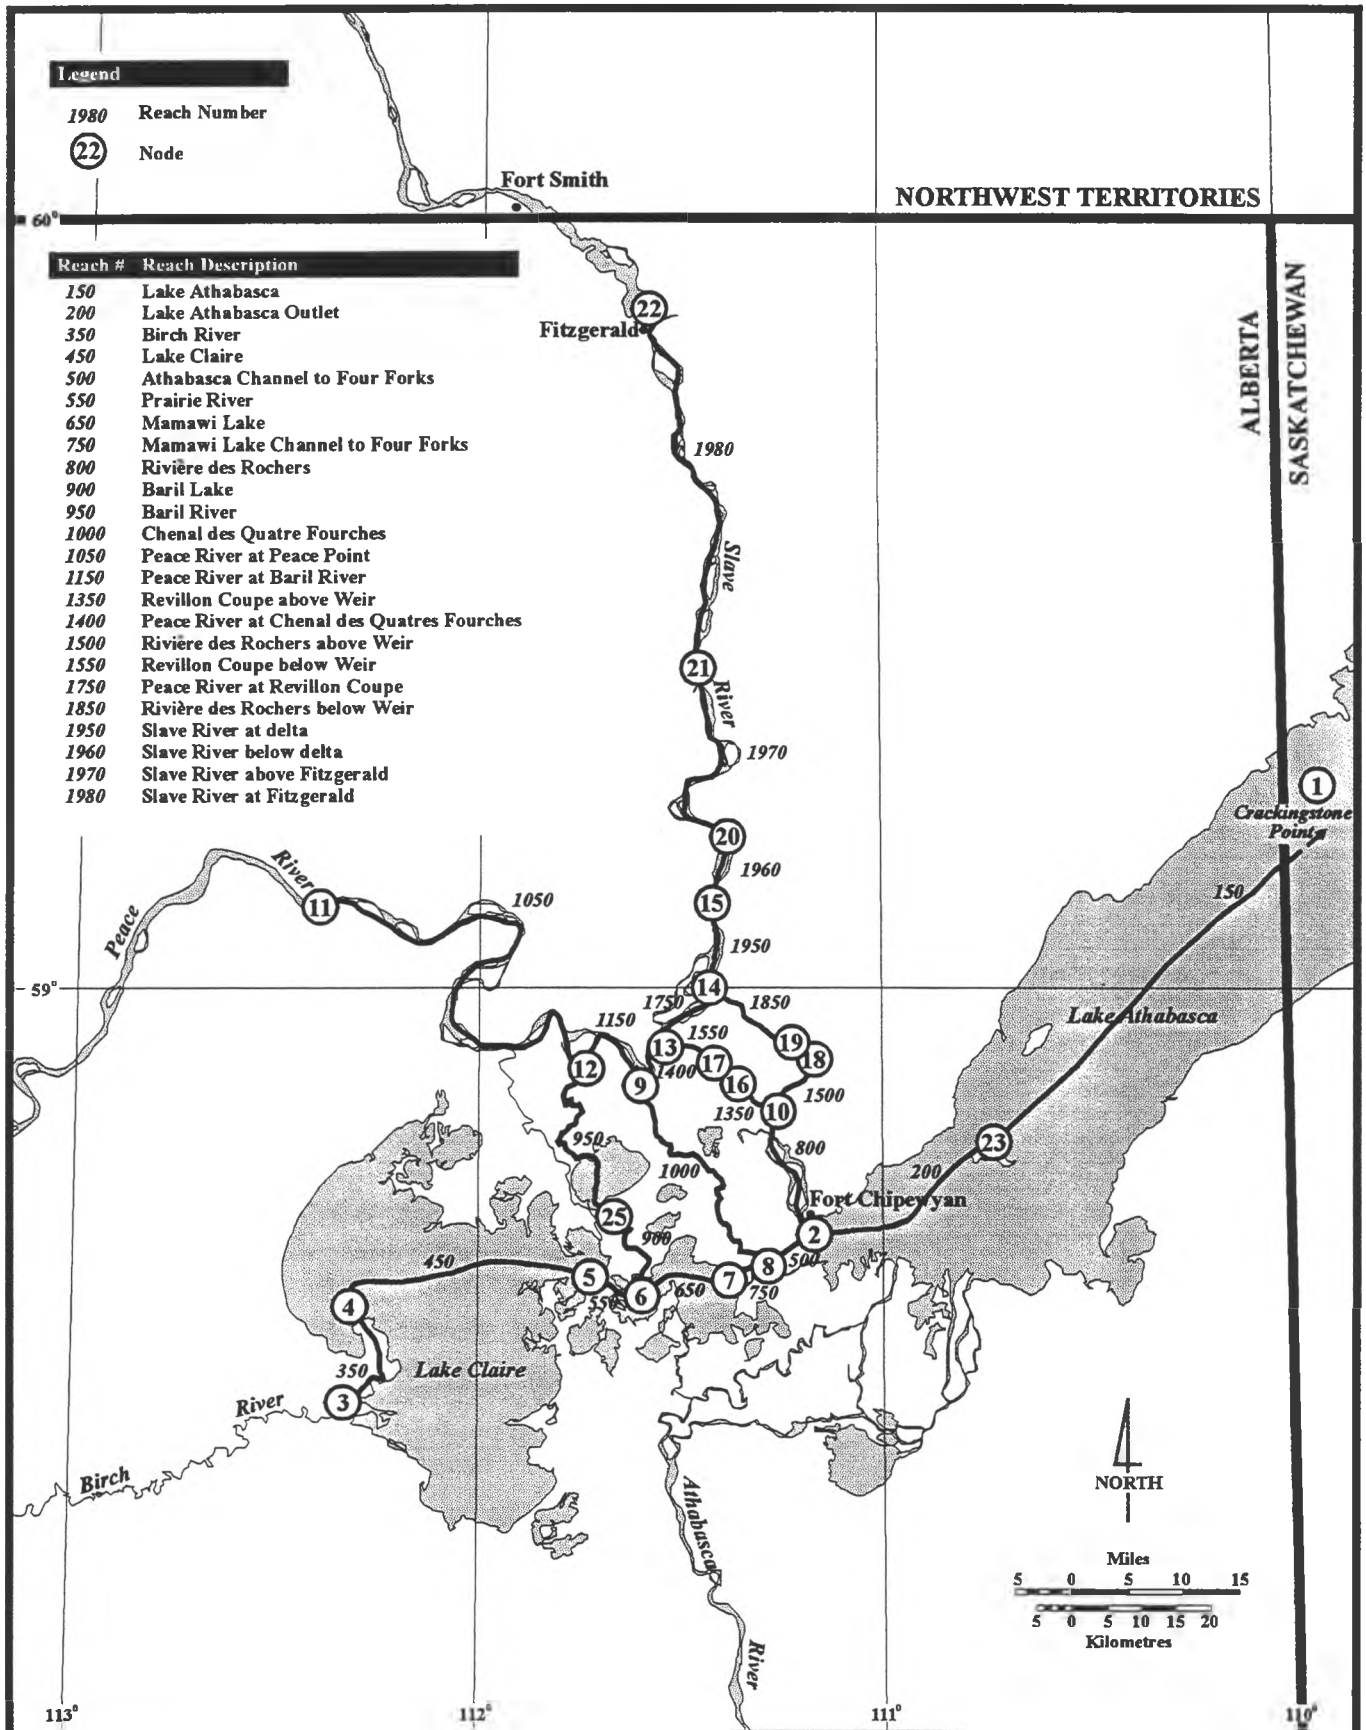 Legend
1980 Reach Number
22 Node
Fort Smith
NORTHWEST TERRITORIES
60°
Reach # Reach Description
150 Lake Athabasca
200 Lake Athabasca Outlet
350 Birch River
450 Lake Claire
500 Athabasca Channel to Four Forks
550 Prairie River
650 Mamawi Lake
750 Mamawi Lake Channel to Four Forks
800 Rivière des Rochers
900 Baril Lake
950 Baril River
1000 Chenal des Quatre Fourches
1050 Peace River at Peace Point
1150 Peace River at Baril River
1350 Revillon Coupe above Weir
1400 Peace River at Chenal des Quatres Fourches
1500 Rivière des Rochers above Weir
1550 Revillon Coupe below Weir
1750 Peace River at Revillon Coupe
1850 Rivière des Rochers below Weir
1950 Slave River at delta
1960 Slave River below delta
1970 Slave River above Fitzgerald
1980 Slave River at Fitzgerald
ALBERTA
SASKATCHEWAN
22
Fitzgerald
1980
Slave
21
River
1970
1
Crackingstone
Point
20
1960
150
River
11
1050
15
Peace
1950
59°
14
1750
1850
Lake Athabasca
1150
13
1550
19
12
17
18
1400
9
16
1500
1350
10
23
950
800
1000
200
Fort Chipewyan
25
2
900
450
8
500
5
7
4
550
6
650
750
350
Lake Claire
3
River
Birch
Athabasca
NORTH
Miles
5 0 5 10 15
5 0 5 10 15 20
Kilometres
River
113°
112°
111°
110°